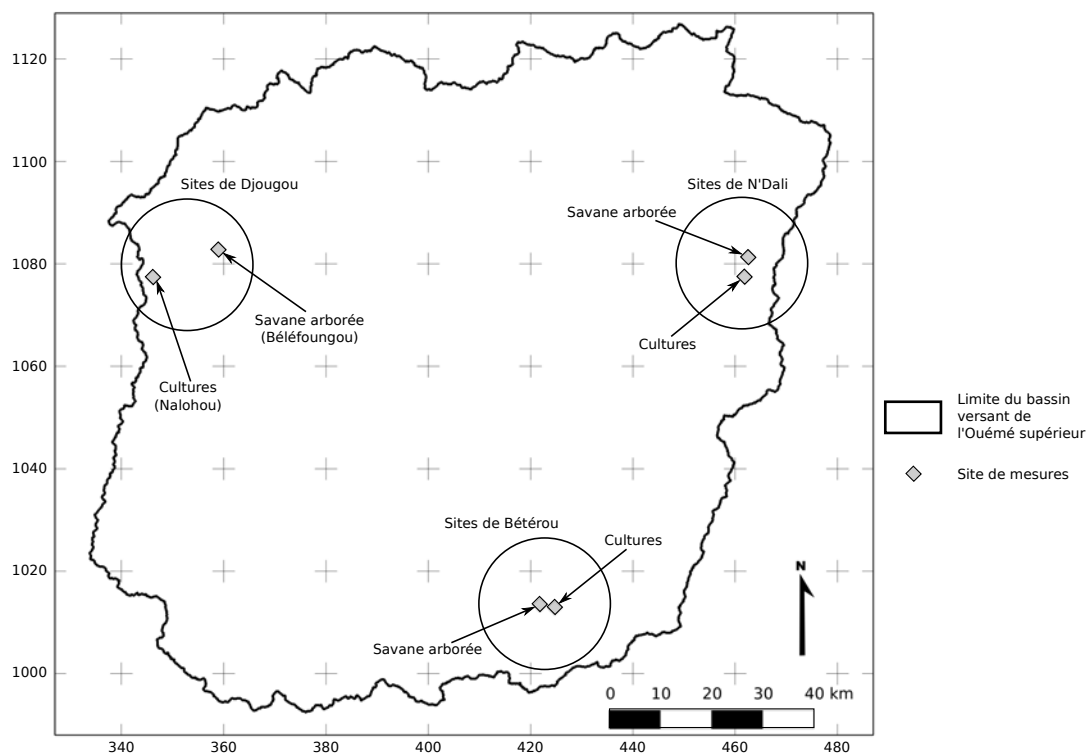 1120
1100
1080
1060
1040
1020
1000
340
360
380
400
420
440
460
480
Sites de Djougou
Savane arborée
(Béléfoungou)
Cultures
(Nalohou)
Sites de N'Dali
Savane arborée
Cultures
Sites de Bétérou
Cultures
Savane arborée
N
0 10 20 30 40 km
Limite du bassin
versant de
l'Ouémé supérieur
Site de mesures